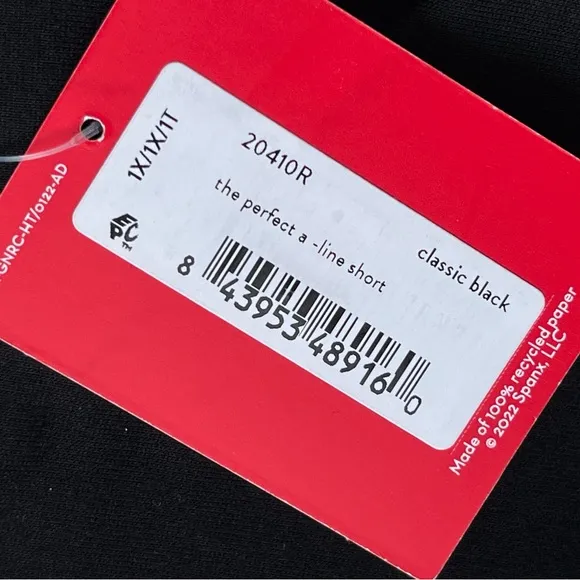 1X/1X/1T
20410R
the perfect a -line short
classic black
EPC™
8 43953 48916 0
GNRC-HT/0122-AD
Made of 100% recycled paper
© 2022 Spanx, LLC